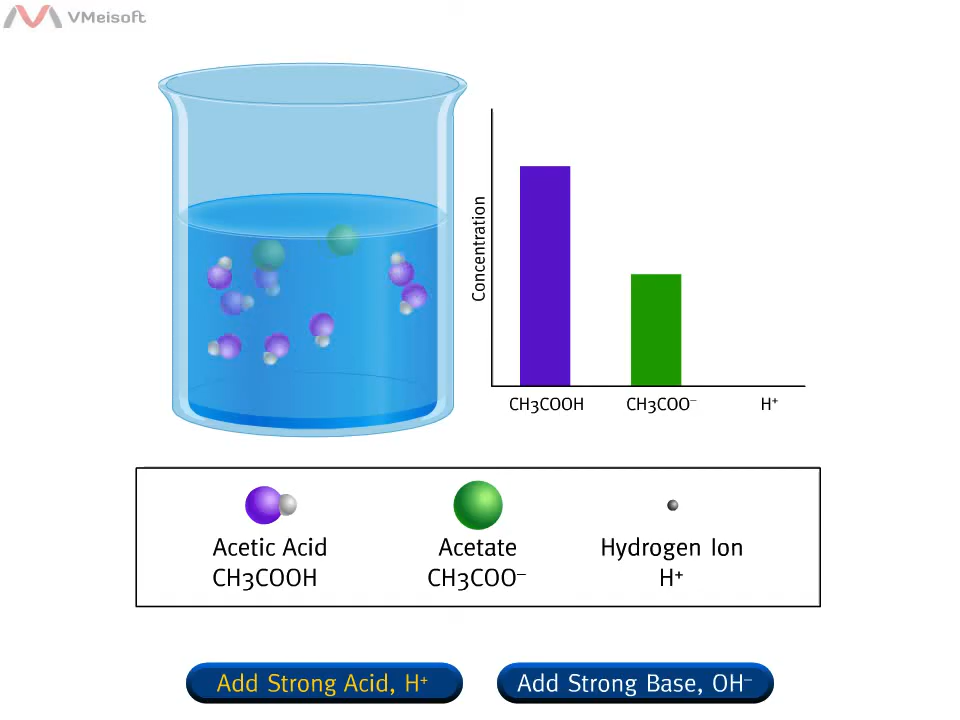 VMeisoft
Concentration
CH3COOH CH3COO⁻ H⁺
Acetic Acid Acetate Hydrogen Ion
CH3COOH CH3COO⁻ H⁺
Add Strong Acid, H⁺ Add Strong Base, OH⁻